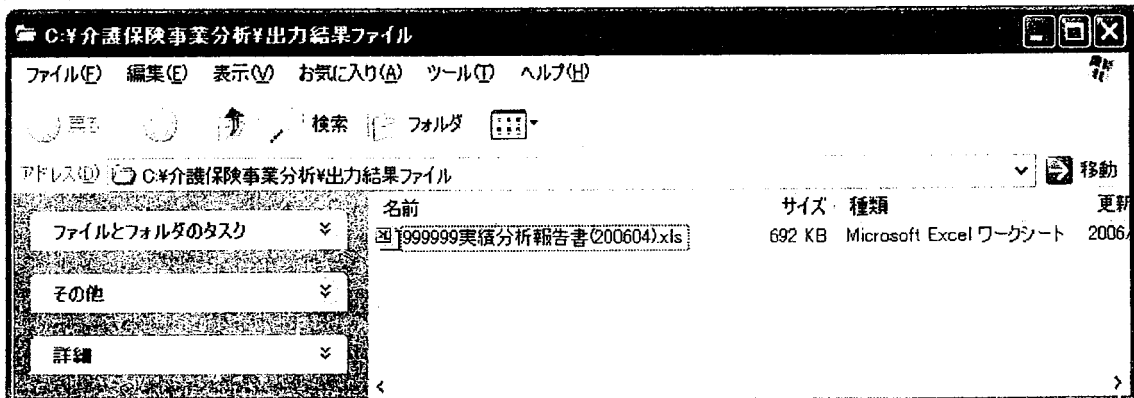 C:¥介護保険事業分析¥出力結果ファイル
ファイル(F) 編集(E) 表示(V) お気に入り(A) ツール(T) ヘルプ(H)
戻る 検索 フォルダ
アドレス(D) C:¥介護保険事業分析¥出力結果ファイル 移動
名前 サイズ 種類 更新
999999実績分析報告書(200604).xls 692 KB Microsoft Excel ワークシート 2006/
ファイルとフォルダのタスク
その他
詳細